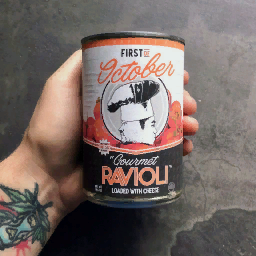 FIRST OF
October
"Gourmet
RAVIOLI
LOADED WITH CHEESE